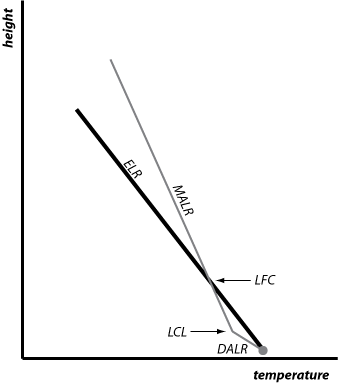 height
ELR
MALR
LFC
LCL
DALR
temperature